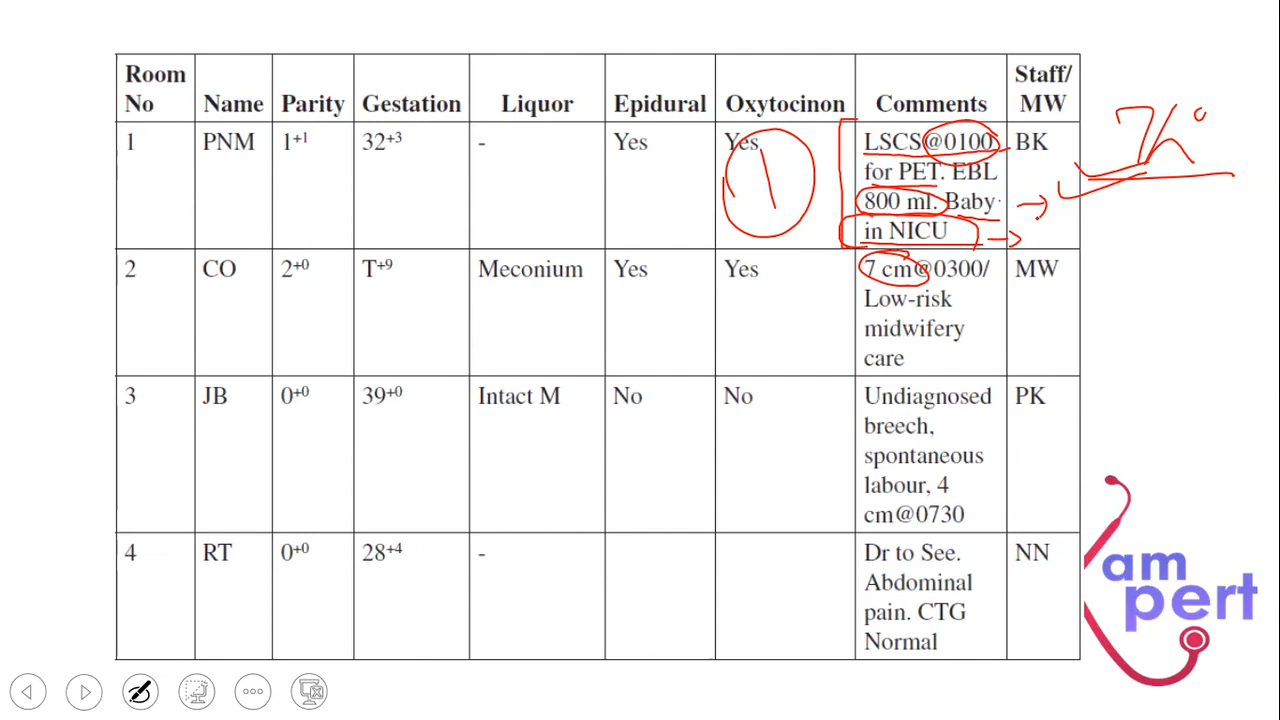 Room No Name Parity Gestation Liquor Epidural Oxytocinon Comments Staff/ MW
1 PNM 1+1 32+3 - Yes Yes LSCS@0100 BK
for PET. EBL
800 ml. Baby
in NICU
2 CO 2+0 T+9 Meconium Yes Yes 7 cm@0300/ MW
Low-risk
midwifery
care
3 JB 0+0 39+0 Intact M No No Undiagnosed PK
breech,
spontaneous
labour, 4
cm@0730
4 RT 0+0 28+4 - Dr to See. NN
Abdominal
pain. CTG
Normal
am
pert